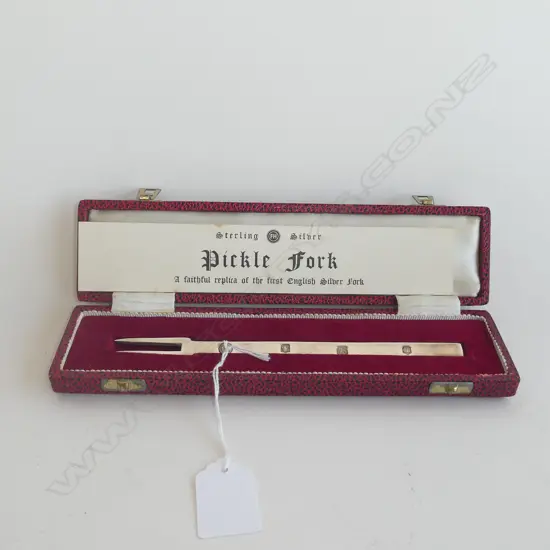 Sterling Silver
Pickle Fork
A faithful replica of the first English Silver Fork